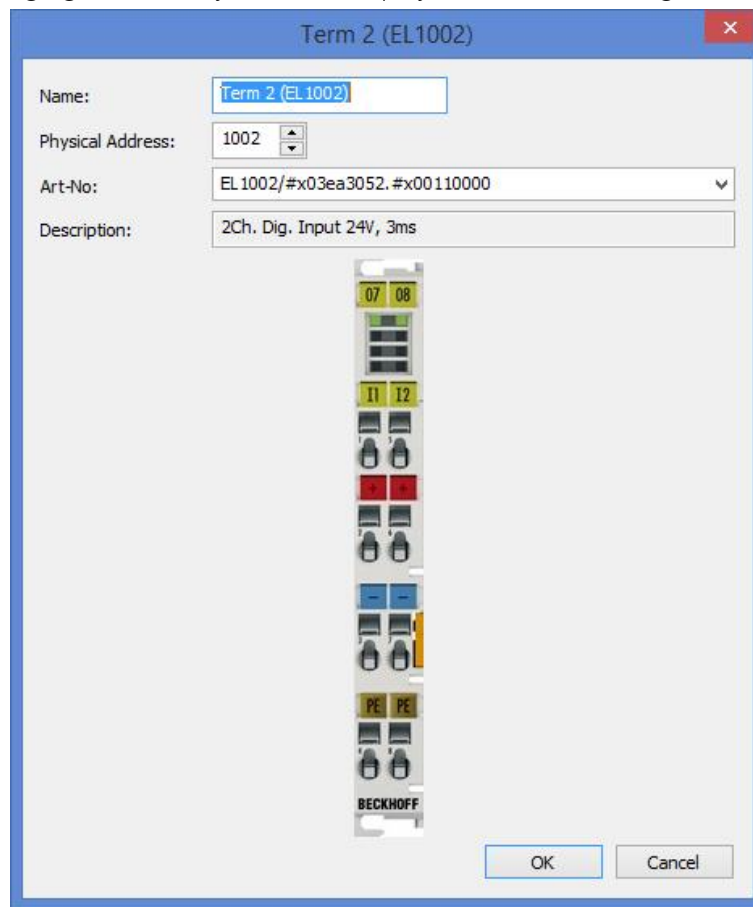 Term 2 (EL1002)
Name:
Term 2 (EL1002)
Physical Address:
1002
Art-No:
EL1002/#x03ea3052.#x00110000
Description:
2Ch. Dig. Input 24V, 3ms
07 08
I1 I2
+ +
- -
PE PE
BECKHOFF
OK Cancel